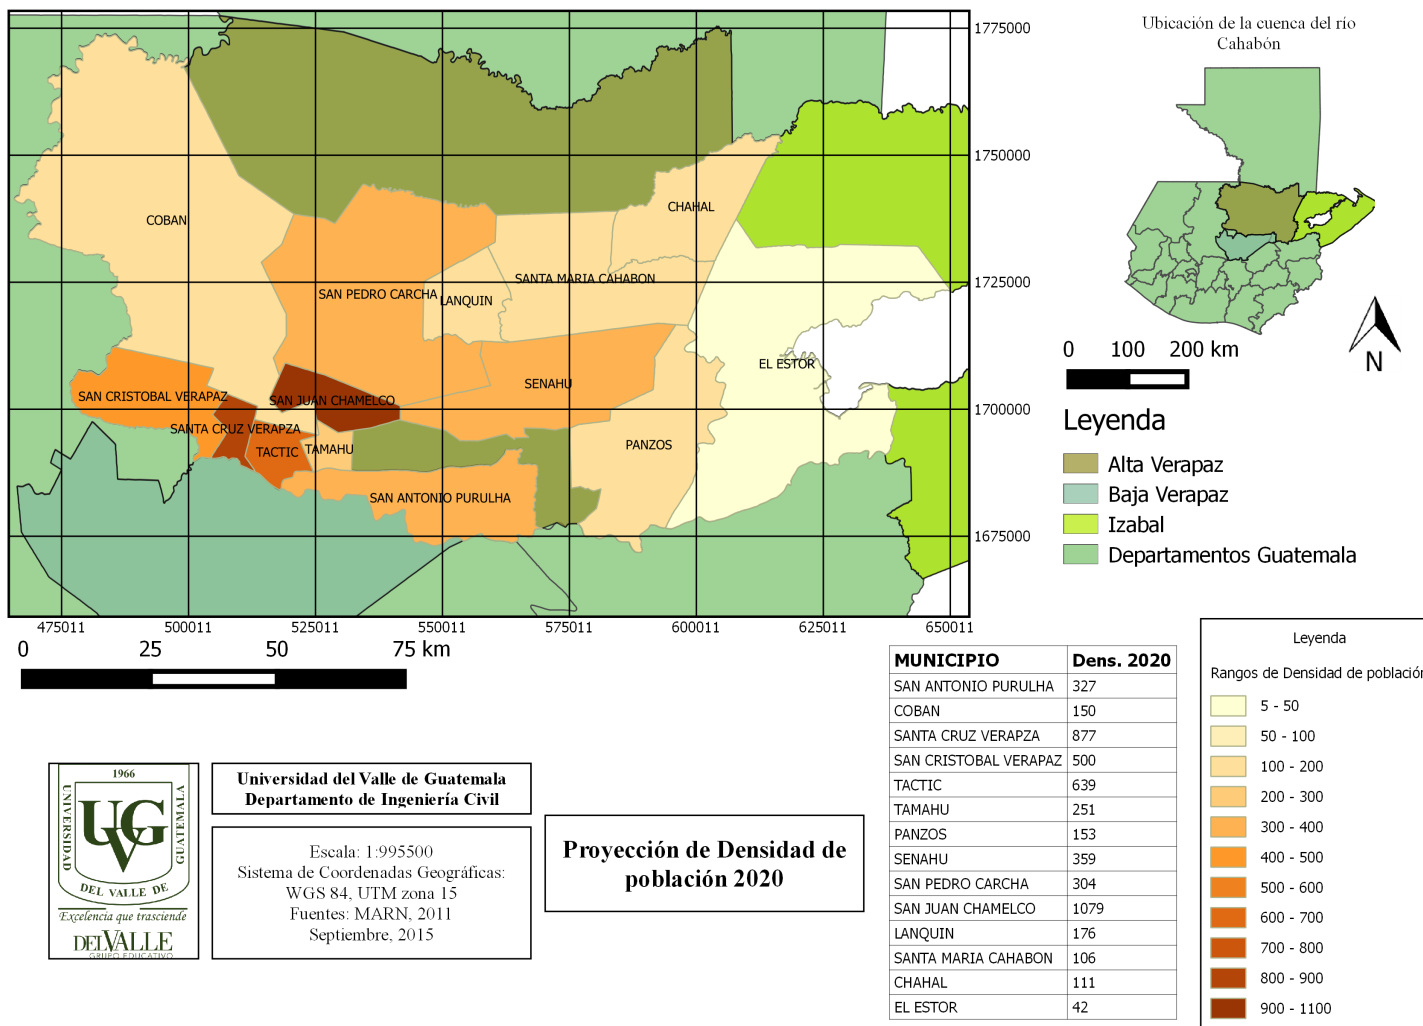 Ubicación de la cuenca del río
Cahabón
1775000
1750000
1725000
1700000
1675000
COBAN
CHAHAL
SANTA MARIA CAHABON
SAN PEDRO CARCHA
LANQUIN
EL ESTOR
SENAHU
SAN CRISTOBAL VERAPAZ
SAN JUAN CHAMELCO
SANTA CRUZ VERAPZA
TACTIC
TAMAHU
PANZOS
SAN ANTONIO PURULHA
475011
500011
525011
550011
575011
600011
625011
650011
0 25 50 75 km
0 100 200 km
N
Leyenda
Alta Verapaz
Baja Verapaz
Izabal
Departamentos Guatemala
MUNICIPIO Dens. 2020
SAN ANTONIO PURULHA 327
COBAN 150
SANTA CRUZ VERAPZA 877
SAN CRISTOBAL VERAPAZ 500
TACTIC 639
TAMAHU 251
PANZOS 153
SENAHU 359
SAN PEDRO CARCHA 304
SAN JUAN CHAMELCO 1079
LANQUIN 176
SANTA MARIA CAHABON 106
CHAHAL 111
EL ESTOR 42
Leyenda
Rangos de Densidad de población
5 - 50
50 - 100
100 - 200
200 - 300
300 - 400
400 - 500
500 - 600
600 - 700
700 - 800
800 - 900
900 - 1100
1966
UNIVERSIDAD
UVG
GUATEMALA
DEL VALLE DE
Excelencia que trasciende
DELVALLE
GRUPO EDUCATIVO
Universidad del Valle de Guatemala
Departamento de Ingeniería Civil
Escala: 1:995500
Sistema de Coordenadas Geográficas:
WGS 84, UTM zona 15
Fuentes: MARN, 2011
Septiembre, 2015
Proyección de Densidad de
población 2020